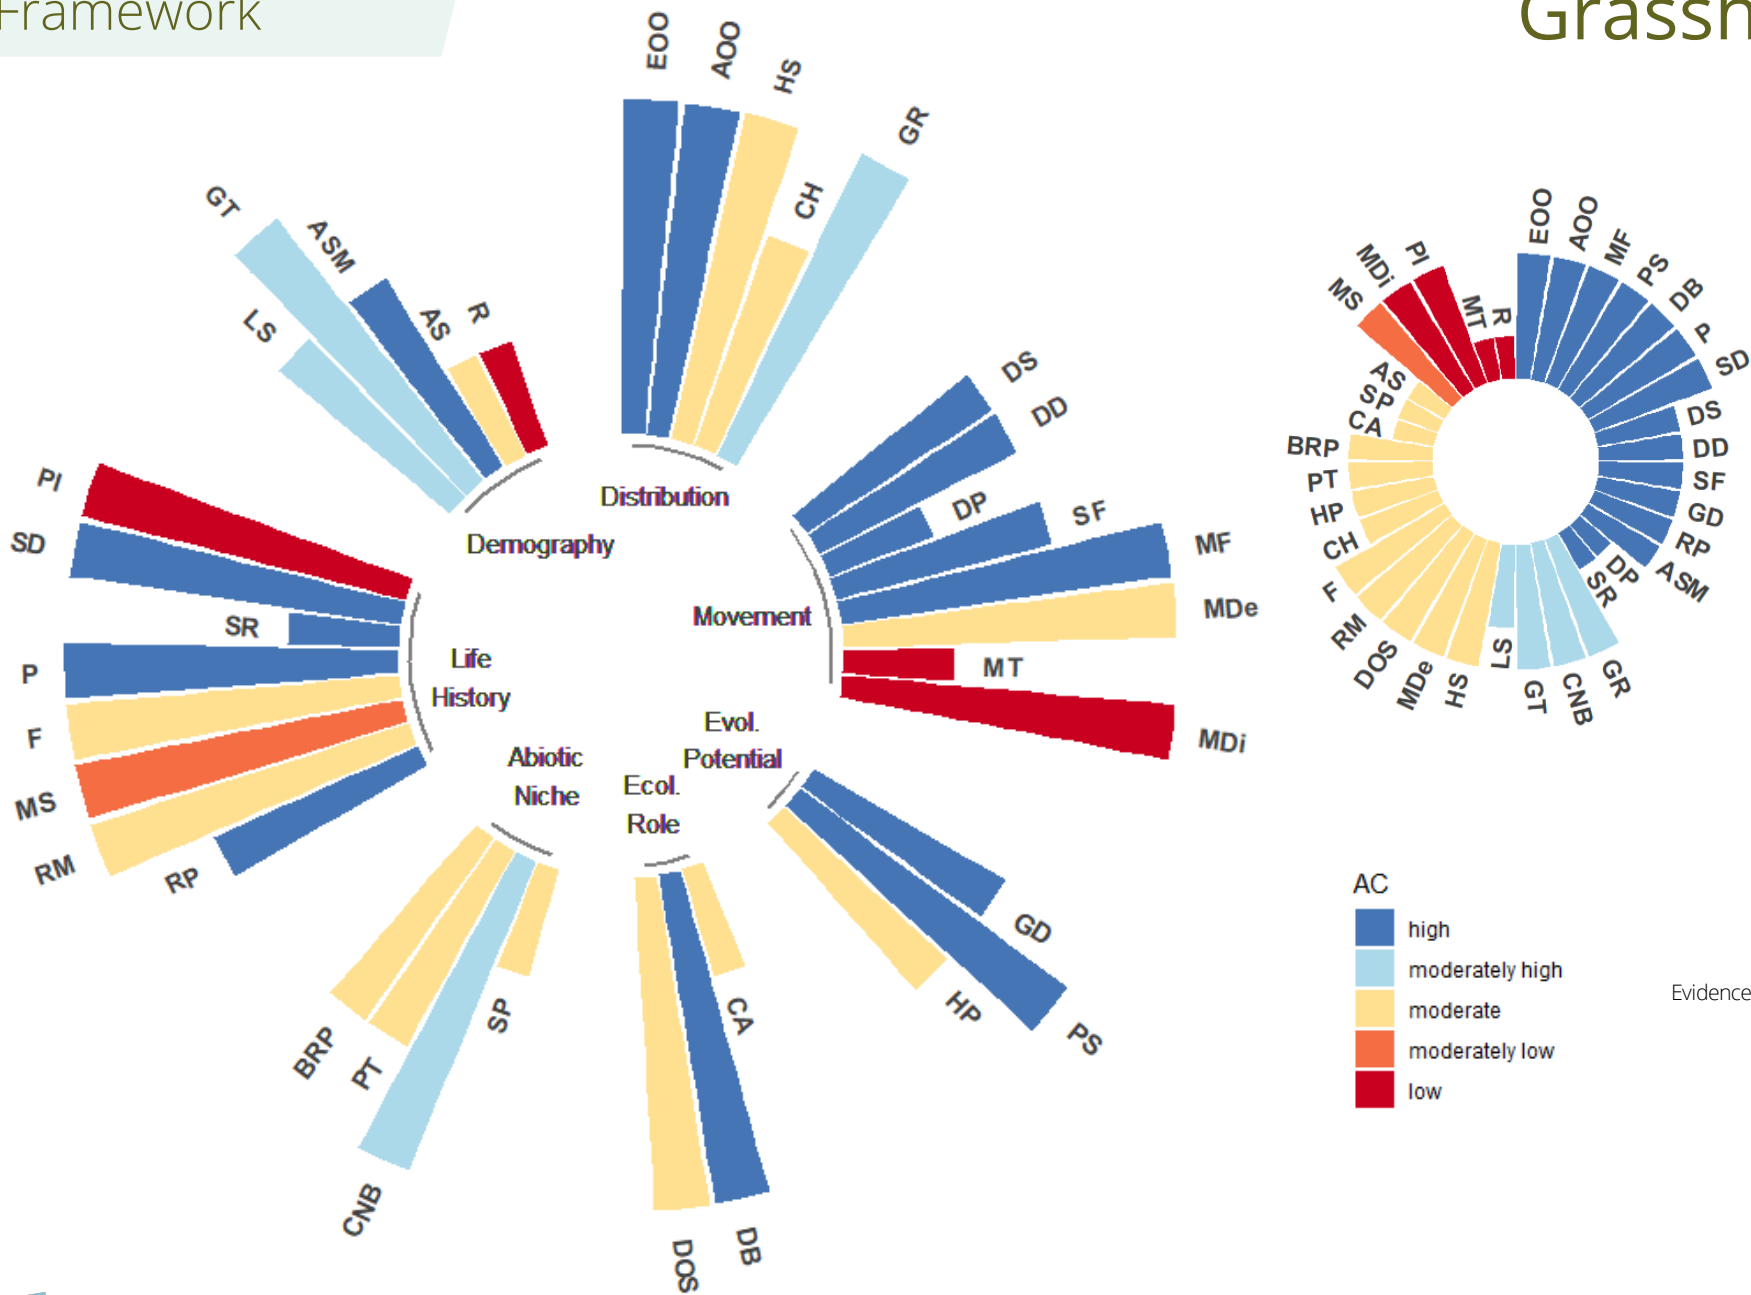 Framework
Grassh
EOO
AOO
HS
CH
GR
DS
DD
DP
SF
MF
MDe
MT
MDi
GD
PS
HP
CA
DB
DOS
SP
CNB
PT
BRP
RP
RM
MS
F
P
SR
SD
PI
LS
GT
ASM
AS
R
Distribution
Demography
Movement
Life
History
Evol.
Potential
Abiotic
Niche
Ecol.
Role
EOO
AOO
MF
PS
DB
P
SD
DS
DD
SF
GD
RP
ASM
DP
SR
GR
CNB
GT
LS
HS
MDe
DOS
RM
F
CH
HP
PT
BRP
CA
SP
AS
MS
MDi
PI
MT
R
AC
high
moderately high
moderate
moderately low
low
Evidence